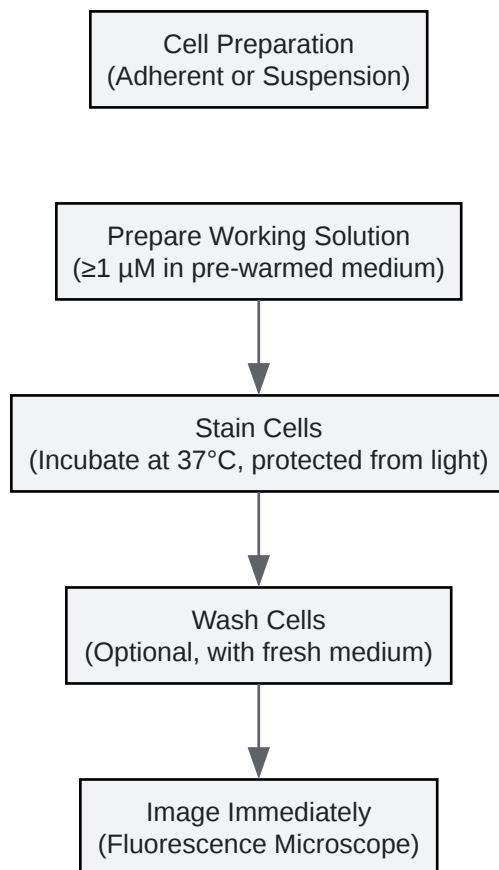 Cell Preparation
(Adherent or Suspension)
Prepare Working Solution
(≥1 µM in pre-warmed medium)
Stain Cells
(Incubate at 37°C, protected from light)
Wash Cells
(Optional, with fresh medium)
Image Immediately
(Fluorescence Microscope)